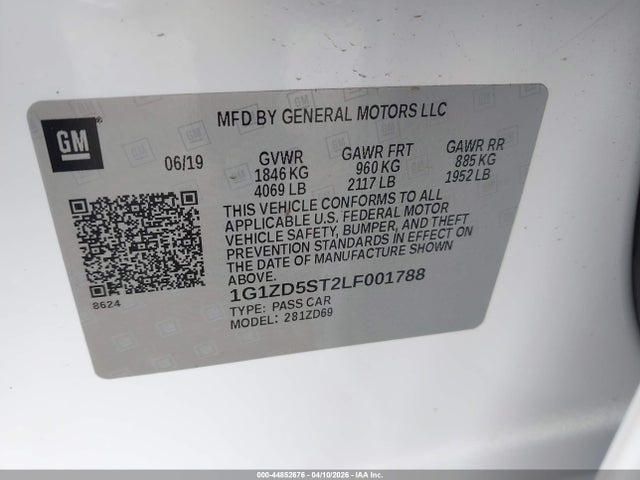 MFD BY GENERAL MOTORS LLC
GM
®
06/19
GVWR GAWR FRT GAWR RR
1846 KG 960 KG 885 KG
4069 LB 2117 LB 1952 LB
THIS VEHICLE CONFORMS TO ALL
APPLICABLE U.S. FEDERAL MOTOR
VEHICLE SAFETY, BUMPER, AND THEFT
PREVENTION STANDARDS IN EFFECT ON
THE DATE OF MANUFACTURE SHOWN
ABOVE.
8624
1G1ZD5ST2LF001788
TYPE: PASS CAR
MODEL: 281ZD69
000-44852676 - 04/10/2026 - IAAI.COM